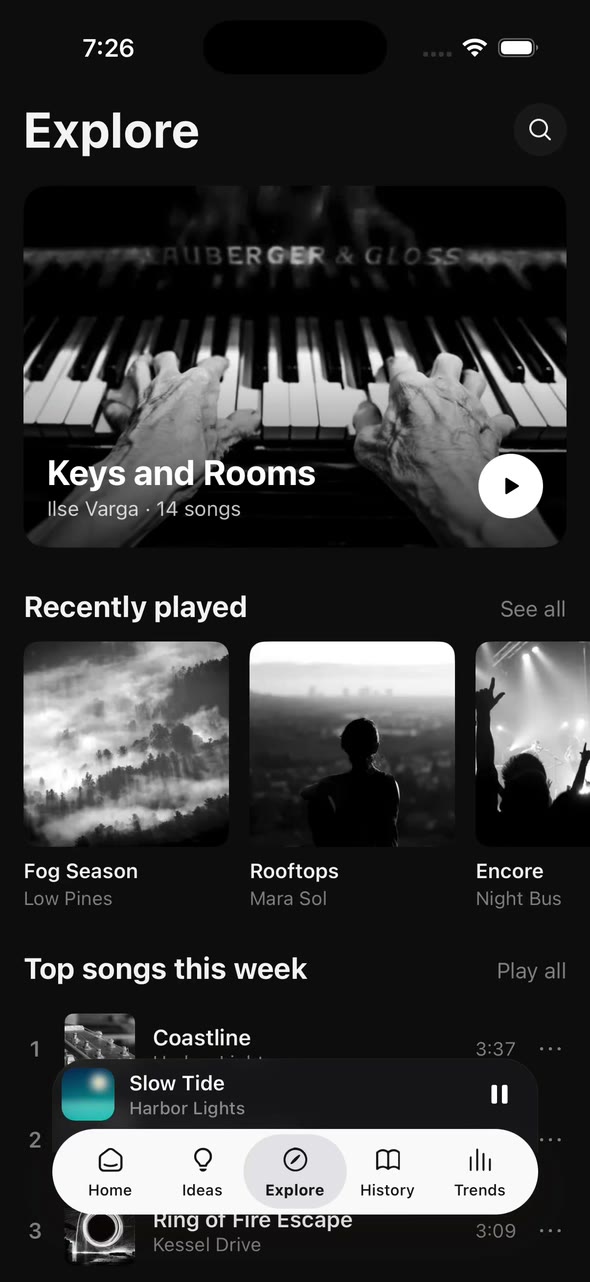 7:26
Explore
AUBERGER & GLOSS
Keys and Rooms
Ilse Varga · 14 songs
Recently played
See all
Fog Season
Low Pines
Rooftops
Mara Sol
Encore
Night Bus
Top songs this week
Play all
1
Coastline
3:37
Slow Tide
Harbor Lights
2
Home
Ideas
Explore
History
Trends
3
Ring of Fire Escape
3:09
Kessel Drive